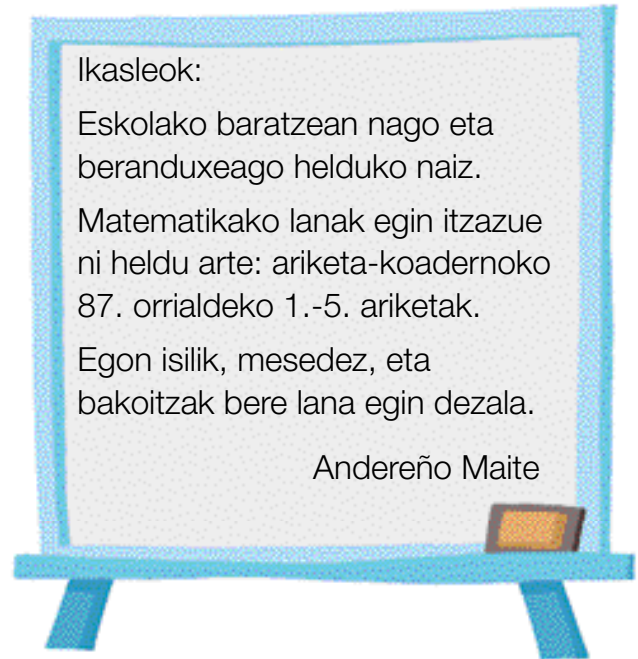 Ikasleok:
Eskolako baratzean nago eta
beranduxeago helduko naiz.
Matematikako lanak egin itzazue
ni heldu arte: ariketa-koadernoko
87. orrialdeko 1.-5. ariketak.
Egon isilik, mesedez, eta
bakoitzak bere lana egin dezala.
Andereño Maite